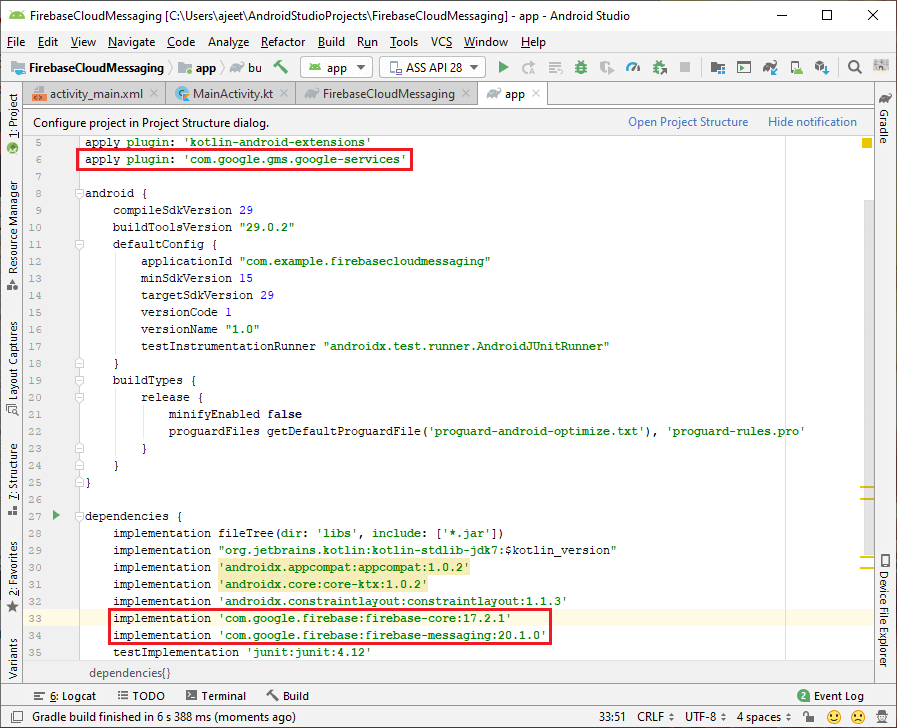 FirebaseCloudMessaging [C:\Users\ajeet\AndroidStudioProjects\FirebaseCloudMessaging] - app - Android Studio
File Edit View Navigate Code Analyze Refactor Build Run Tools VCS Window Help
FirebaseCloudMessaging app bu app ASS API 28
activity_main.xml MainActivity.kt FirebaseCloudMessaging app
Configure project in Project Structure dialog. Open Project Structure Hide notification
5 apply plugin: 'kotlin-android-extensions'
6 apply plugin: 'com.google.gms.google-services'
7
8 android {
9 compileSdkVersion 29
10 buildToolsVersion "29.0.2"
11 defaultConfig {
12 applicationId "com.example.firebasecloudmessaging"
13 minSdkVersion 15
14 targetSdkVersion 29
15 versionCode 1
16 versionName "1.0"
17 testInstrumentationRunner "androidx.test.runner.AndroidJUnitRunner"
18 }
19 buildTypes {
20 release {
21 minifyEnabled false
22 proguardFiles getDefaultProguardFile('proguard-android-optimize.txt'), 'proguard-rules.pro'
23 }
24 }
25 }
26
27 dependencies {
28 implementation fileTree(dir: 'libs', include: ['*.jar'])
29 implementation "org.jetbrains.kotlin:kotlin-stdlib-jdk7:$kotlin_version"
30 implementation 'androidx.appcompat:appcompat:1.0.2'
31 implementation 'androidx.core:core-ktx:1.0.2'
32 implementation 'androidx.constraintlayout:constraintlayout:1.1.3'
33 implementation 'com.google.firebase:firebase-core:17.2.1'
34 implementation 'com.google.firebase:firebase-messaging:20.1.0'
35 testImplementation 'junit:junit:4.12'
dependencies{}
1: Project
Resource Manager
Layout Captures
7: Structure
2: Favorites
Variants
Gradle
Device File Explorer
6: Logcat TODO Terminal Build 2 Event Log
Gradle build finished in 6 s 388 ms (moments ago) 33:51 CRLF UTF-8 4 spaces